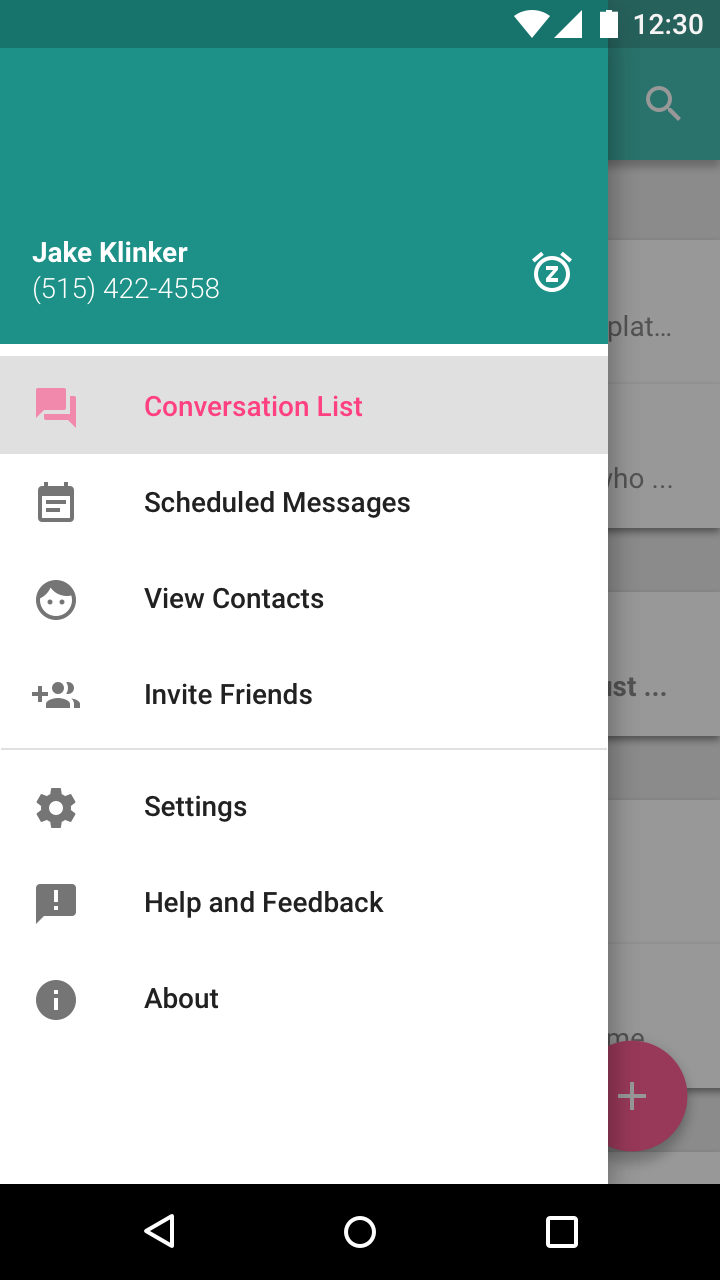 12:30
Jake Klinker
(515) 422-4558
plat...
Conversation List
ho ...
Scheduled Messages
View Contacts
Invite Friends
ust ...
Settings
Help and Feedback
About
me